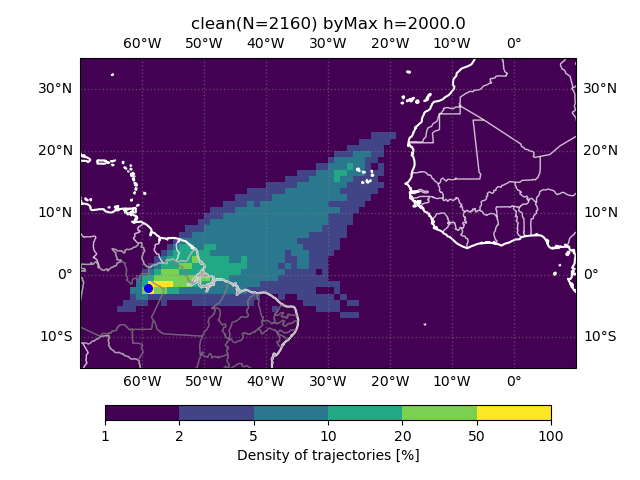 clean(N=2160) byMax h=2000.0
60°W 50°W 40°W 30°W 20°W 10°W 0°
30°N 30°N
20°N 20°N
10°N 10°N
0° 0°
10°S 10°S
60°W 50°W 40°W 30°W 20°W 10°W 0°
1 2 5 10 20 50 100
Density of trajectories [%]